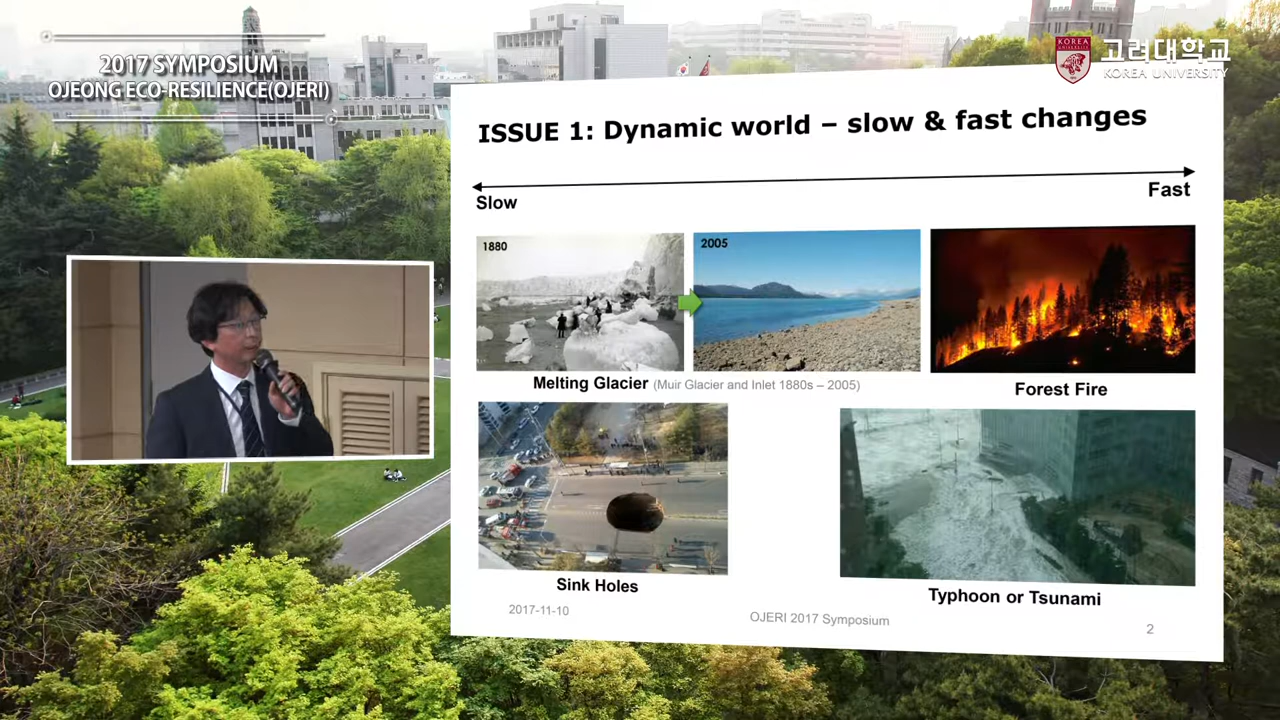 2017 SYMPOSIUM
OJEONG ECO-RESILIENCE(OJERI)
KOREA
UNIVERSITY
고려대학교
KOREA UNIVERSITY
ISSUE 1: Dynamic world – slow & fast changes
Slow
Fast
1880
2005
Melting Glacier (Muir Glacier and Inlet 1880s – 2005)
Forest Fire
Sink Holes
Typhoon or Tsunami
2017-11-10
OJERI 2017 Symposium
2